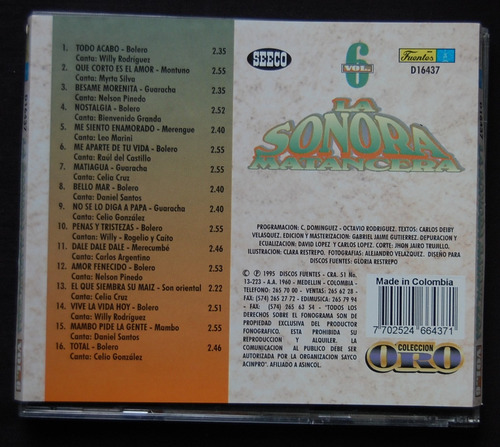 1. TODO ACABO - Bolero 2.35
Canta: Willy Rodriguez
2. QUE CORTO ES EL AMOR - Montuno 2.55
Canta: Myrta Silva
3. BESAME MORENITA - Guaracha 2.35
Canta: Nelson Pinedo
4. NOSTALGIA - Bolero 2.52
Canta: Bienvenido Granda
5. ME SIENTO ENAMORADO - Merengue 2.40
Canta: Leo Marini
6. ME APARTE DE TU VIDA - Bolero 2.55
Canta: Raúl del Castillo
7. MATIAGUA - Guaracha 2.40
Canta: Celia Cruz
8. BELLO MAR - Bolero 2.40
Canta: Daniel Santos
9. NO SE LO DIGA A PAPA - Guaracha 2.40
Canta: Celio González
10. PENAS Y TRISTEZAS - Bolero 2.55
Cantan: Willy - Rogelio y Caito
11. DALE DALE DALE - Merecumbé 2.46
Canta: Carlos Argentino
12. AMOR FENECIDO - Bolero 2.53
Canta: Nelson Pinedo
13. EL QUE SIEMBRA SU MAIZ - Son oriental 2.22
Canta: Celia Cruz
14. VIVE LA VIDA HOY - Bolero 2.51
Canta: Willy Rodríguez
15. MAMBO PIDE LA GENTE - Mambo 2.55
Canta: Daniel Santos
16. TOTAL - Bolero 2.46
Canta: Celio González
SEECO
6
VOL.
Fuentes
D16437
LA
SONORA
MATANCERA
PROGRAMACION: C. DOMINGUEZ - OCTAVIO RODRIGUEZ. TEXTOS: CARLOS DEIBY
VELASQUEZ. EDICION Y MASTERIZACION: GABRIEL JAIME GUTIERREZ. DEPURACION Y
ECUALIZACION: DAVID LOPEZ Y CARLOS LOPEZ. CORTE: JHON JAIRO TRUJILLO.
ILUSTRACION: CLARA RESTREPO. FOTOGRAFIAS: ALEJANDRO VELAZQUEZ. DISEÑO PARA
DISCOS FUENTES: GLORIA RESTREPO
℗ © 1995 DISCOS FUENTES - CRA. 51 No.
13-223 - A.A. 1960 - MEDELLIN - COLOMBIA
TELEFONO: 265 70 00 - VENTAS: 265 62 28 -
FAX: (574) 265 27 72 - EDIMUSICA: 265 79 94
- FAX: (574) 265 63 54 - "TODOS LOS
DERECHOS SOBRE EL FONOGRAMA SON DE
PROPIEDAD EXCLUSIVA DEL PRODUCTOR
FONOGRAFICO. ESTA PROHIBIDA SU
REPRODUCCION Y ALQUILER. LA
COMUNICACION AL PUBLICO DEBE SER
AUTORIZADA POR LA ORGANIZACION SAYCO
ACINPRO". AFILIADO A ASINCOL.
Made in Colombia
7 702524 664371
COLECCION
ORO